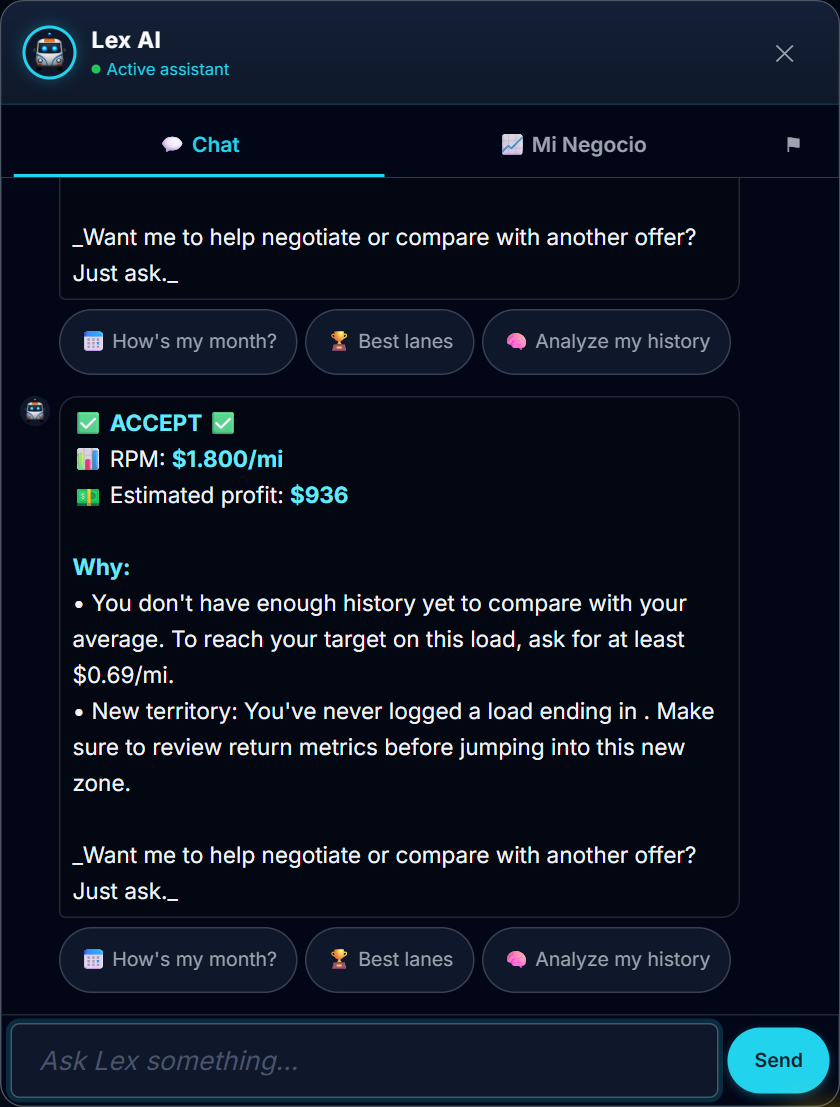 Lex AI
Active assistant
Chat
Mi Negocio
_Want me to help negotiate or compare with another offer?
Just ask._
How's my month?
Best lanes
Analyze my history
ACCEPT
RPM: $1.800/mi
Estimated profit: $936
Why:
• You don't have enough history yet to compare with your
average. To reach your target on this load, ask for at least
$0.69/mi.
• New territory: You've never logged a load ending in . Make
sure to review return metrics before jumping into this new
zone.
_Want me to help negotiate or compare with another offer?
Just ask._
How's my month?
Best lanes
Analyze my history
Ask Lex something...
Send